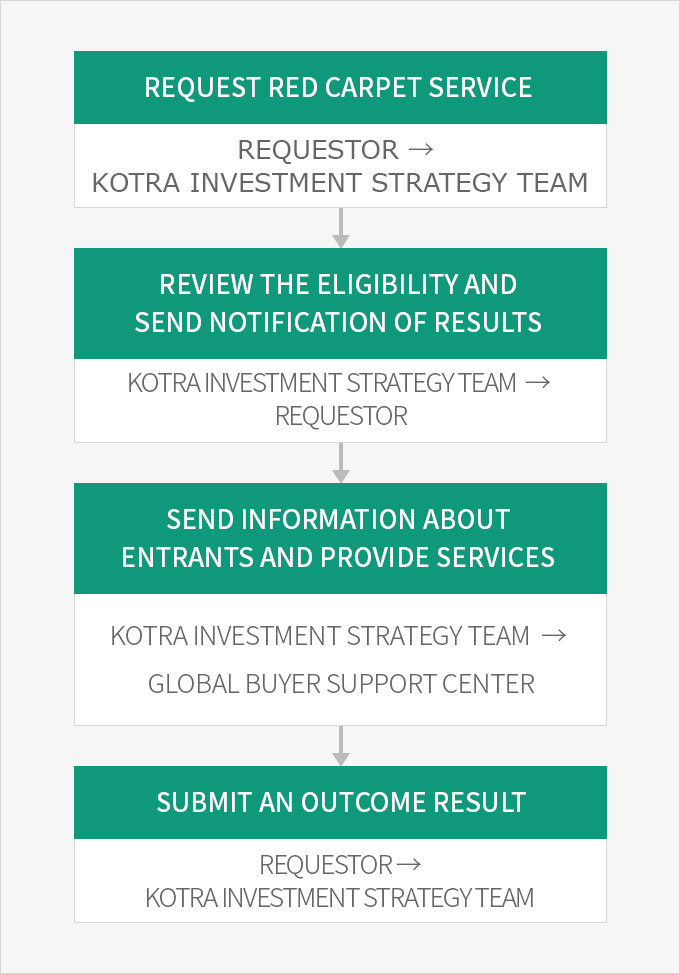 REQUEST RED CARPET SERVICE
REQUESTOR →
KOTRA INVESTMENT STRATEGY TEAM
REVIEW THE ELIGIBILITY AND
SEND NOTIFICATION OF RESULTS
KOTRA INVESTMENT STRATEGY TEAM →
REQUESTOR
SEND INFORMATION ABOUT
ENTRANTS AND PROVIDE SERVICES
KOTRA INVESTMENT STRATEGY TEAM →
GLOBAL BUYER SUPPORT CENTER
SUBMIT AN OUTCOME RESULT
REQUESTOR →
KOTRA INVESTMENT STRATEGY TEAM